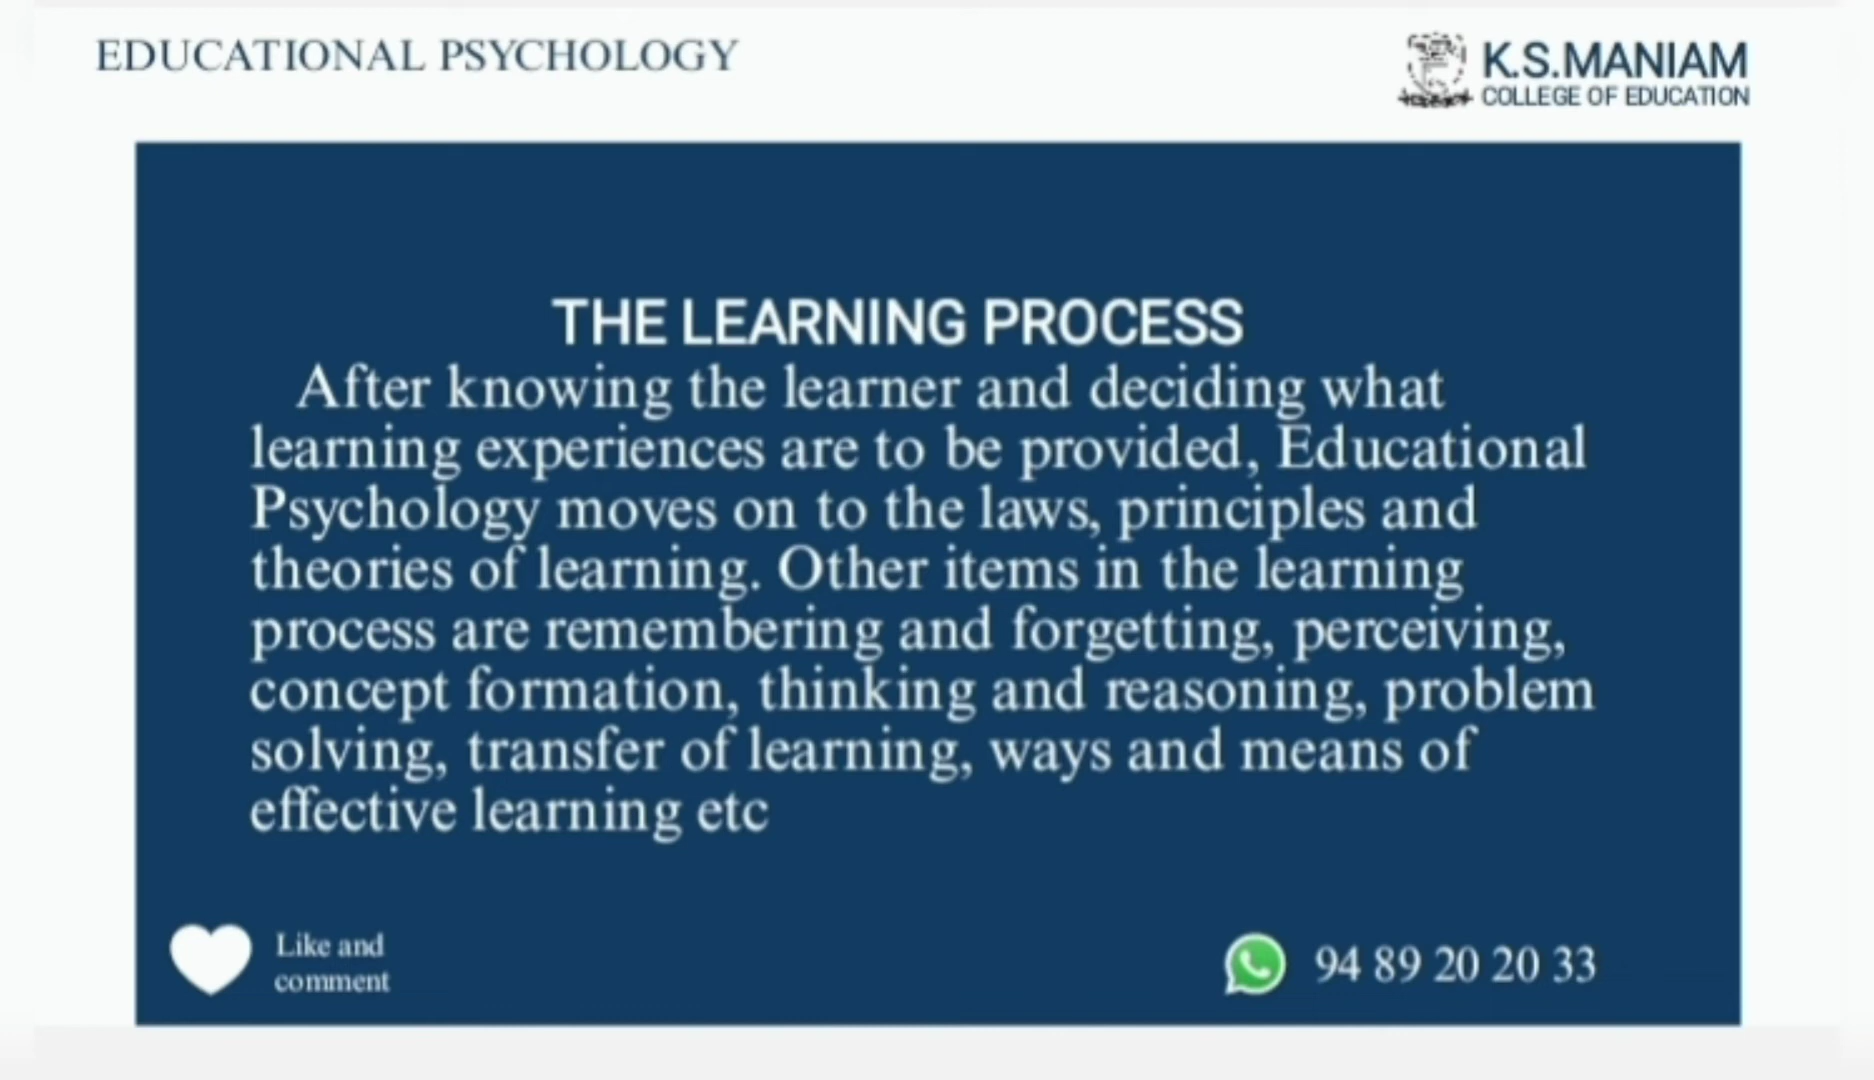 EDUCATIONAL PSYCHOLOGY
K.S.MANIAM
COLLEGE OF EDUCATION
THE LEARNING PROCESS
After knowing the learner and deciding what
learning experiences are to be provided, Educational
Psychology moves on to the laws, principles and
theories of learning. Other items in the learning
process are remembering and forgetting, perceiving,
concept formation, thinking and reasoning, problem
solving, transfer of learning, ways and means of
effective learning etc
Like and
comment
94 89 20 20 33